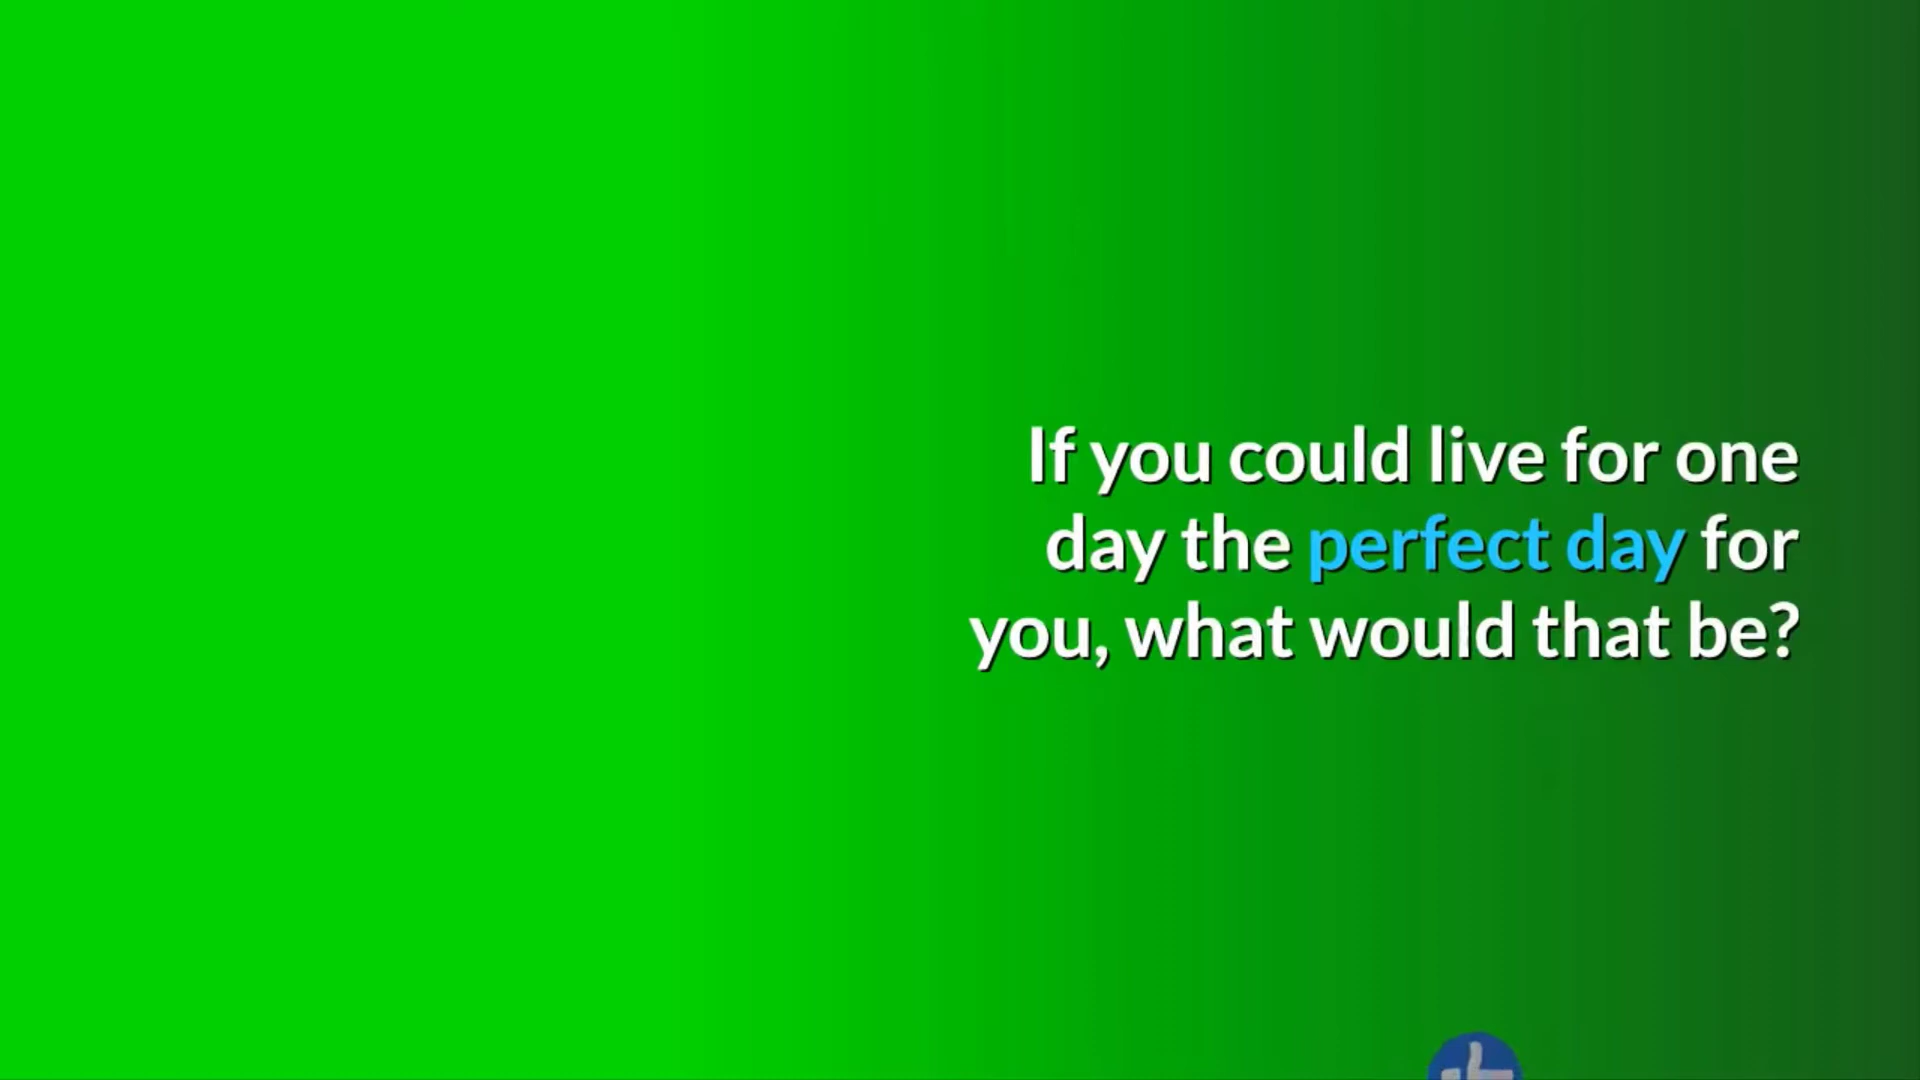 If you could live for one
day the perfect day for
you, what would that be?